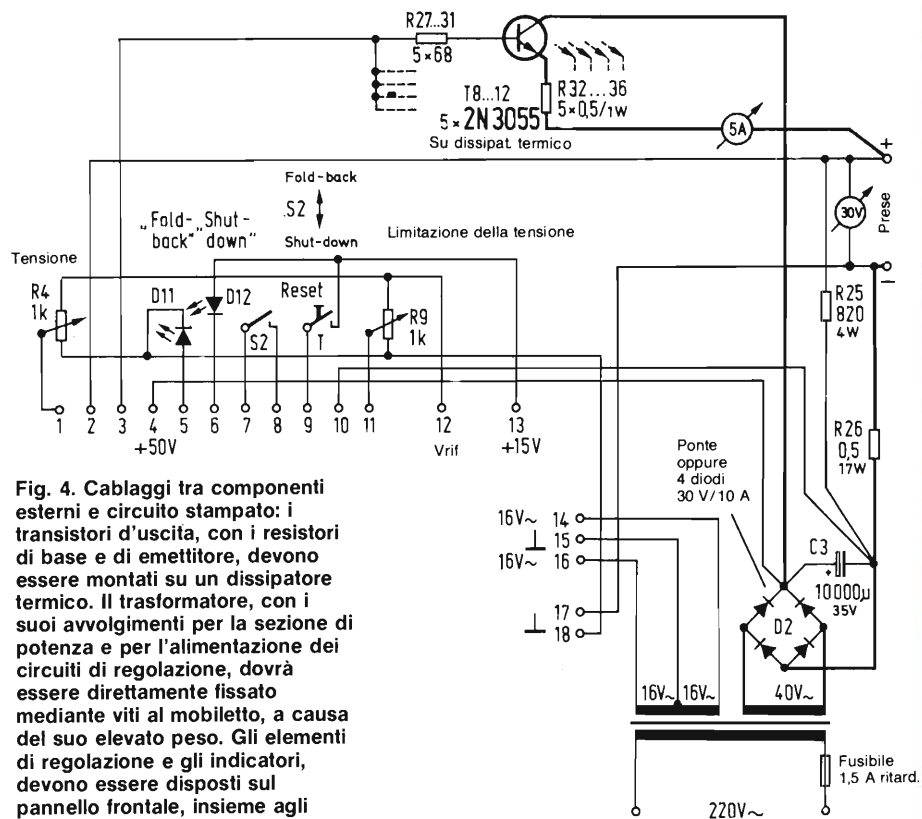 R27...31
5×68
T8...12
5× 2N3055
Su dissipat. termico
R32...36
5×0,5/1W
5A
+
30V
Prese
−
Fold-back
S2
Shut-down
„Fold-back” „Shut-down”
Limitazione della tensione
Tensione
R4
1k
D11
D12
Reset
S2
T
R9
1k
R25
820
4W
R26
0,5
17W
1 2 3 4 5 6 7 8 9 10 11 12 13
+50V
Vrif
+15V
Ponte
oppure
4 diodi
30 V/10 A
16V~ 14
15
16V~ 16
17
18
C3
+
10000µ
35V
D2
16V~ 16V~
40V~
Fusibile
1,5 A ritard.
220V~
Fig. 4. Cablaggi tra componenti
esterni e circuito stampato: i
transistori d'uscita, con i resistori
di base e di emettitore, devono
essere montati su un dissipatore
termico. Il trasformatore, con i
suoi avvolgimenti per la sezione di
potenza e per l'alimentazione dei
circuiti di regolazione, dovrà
essere direttamente fissato
mediante viti al mobiletto, a causa
del suo elevato peso. Gli elementi
di regolazione e gli indicatori,
devono essere disposti sul
pannello frontale, insieme agli